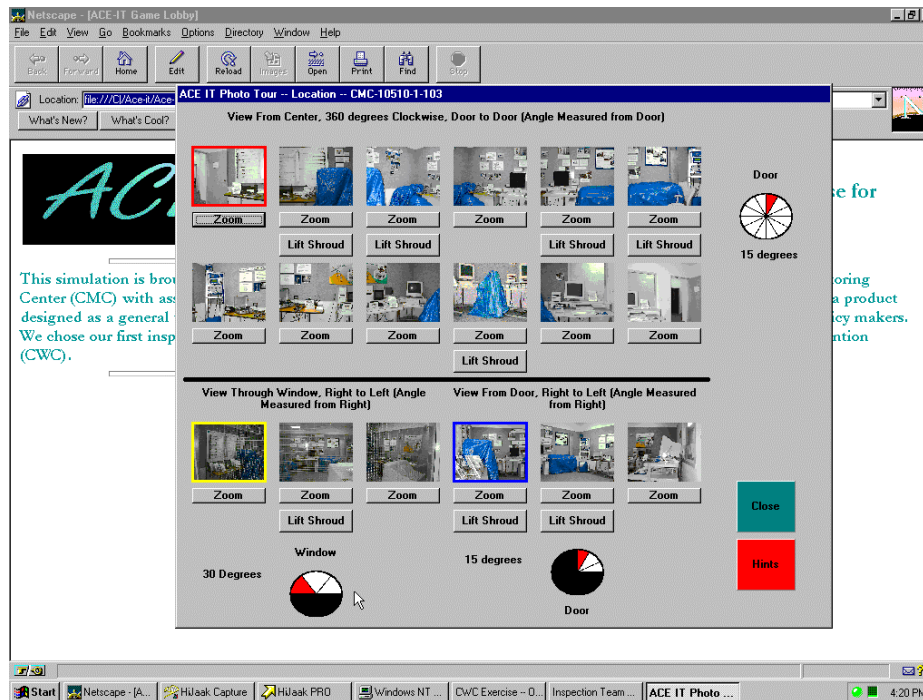 Netscape - [ACE-IT Game Lobby]
File Edit View Go Bookmarks Options Directory Window Help
Back Forward Home Edit Reload Images Open Print Find Stop
Location: file:///C|/Ace-it/Ace-
What's New? What's Cool?
ACE IT Photo Tour -- Location -- CMC-10510-1-103
View From Center, 360 degrees Clockwise, Door to Door (Angle Measured from Door)
Zoom Zoom Zoom Zoom Zoom Zoom
Lift Shroud Lift Shroud Lift Shroud Lift Shroud
Door
15 degrees
Zoom Zoom Zoom Zoom Zoom Zoom
Lift Shroud
View Through Window, Right to Left (Angle
Measured from Right)
View From Door, Right to Left (Angle Measured
from Right)
Zoom Zoom Zoom Zoom Zoom Zoom
Lift Shroud Lift Shroud Lift Shroud
Window
30 Degrees
15 degrees
Door
Close
Hints
AC
se for
This simulation is brou
oring
Center (CMC) with ass
a product
designed as a general
icy makers.
We chose our first insp
ntion
(CWC).
Start Netscape - [A... HiJaak Capture HiJaak PRO Windows NT ... CWC Exercise -- O... Inspection Team ... ACE IT Photo ... 4:20 PM